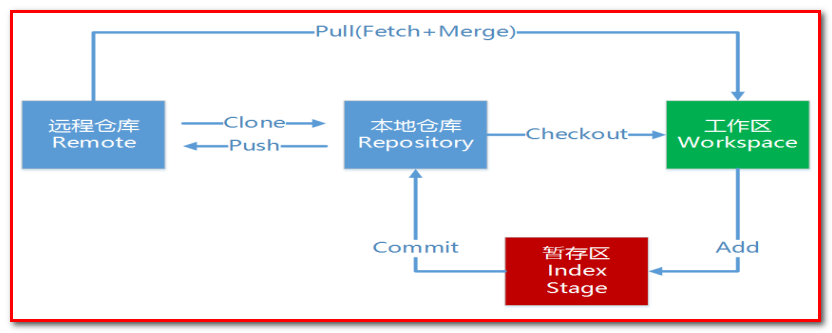 Pull(Fetch+Merge)
远程仓库
Remote
Clone
Push
本地仓库
Repository
Checkout
工作区
Workspace
Commit
暂存区
Index
Stage
Add